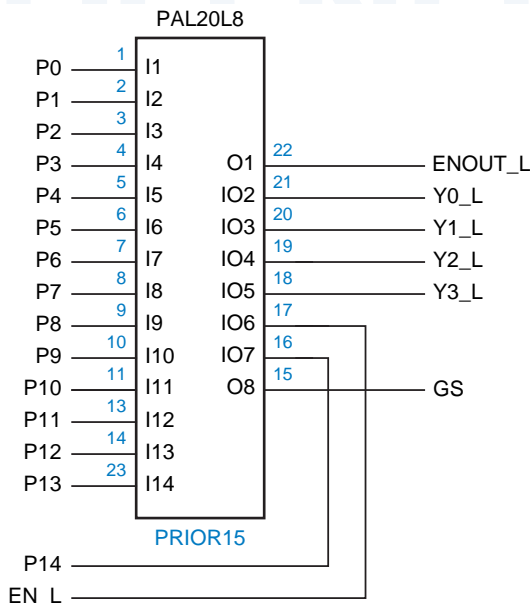 PAL20L8
P0 1 I1
P1 2 I2
P2 3 I3
P3 4 I4 O1 22 ENOUT_L
P4 5 I5 IO2 21 Y0_L
P5 6 I6 IO3 20 Y1_L
P6 7 I7 IO4 19 Y2_L
P7 8 I8 IO5 18 Y3_L
P8 9 I9 IO6 17
P9 10 I10 IO7 16
P10 11 I11 O8 15 GS
P11 13 I12
P12 14 I13
P13 23 I14
PRIOR15
P14
EN_L